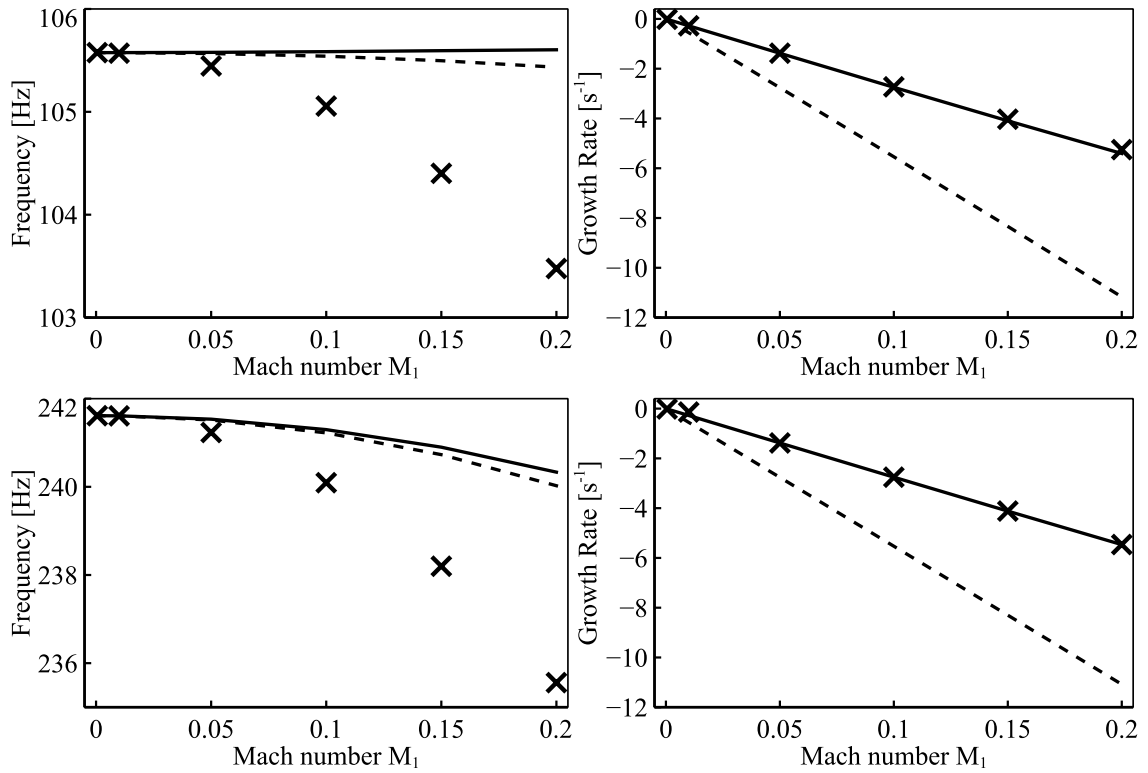 106
105
104
103
Frequency [Hz]
0 0.05 0.1 0.15 0.2
Mach number M₁
0
−2
−4
−6
−8
−10
−12
Growth Rate [s⁻¹]
0 0.05 0.1 0.15 0.2
Mach number M₁
242
240
238
236
Frequency [Hz]
0 0.05 0.1 0.15 0.2
Mach number M₁
0
−2
−4
−6
−8
−10
−12
Growth Rate [s⁻¹]
0 0.05 0.1 0.15 0.2
Mach number M₁